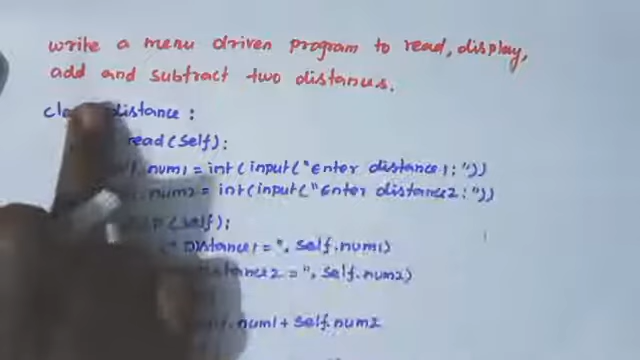 write a menu driven program to read, display,
add and subtract two distances.
distance :
read (self):
num1 = int (input ("Enter distance1 : "))
num2 = int (input ("Enter distance2 : "))
(self):
Distance1 = ", self.num1)
2 = ", self.num2)
num1 + self.num2